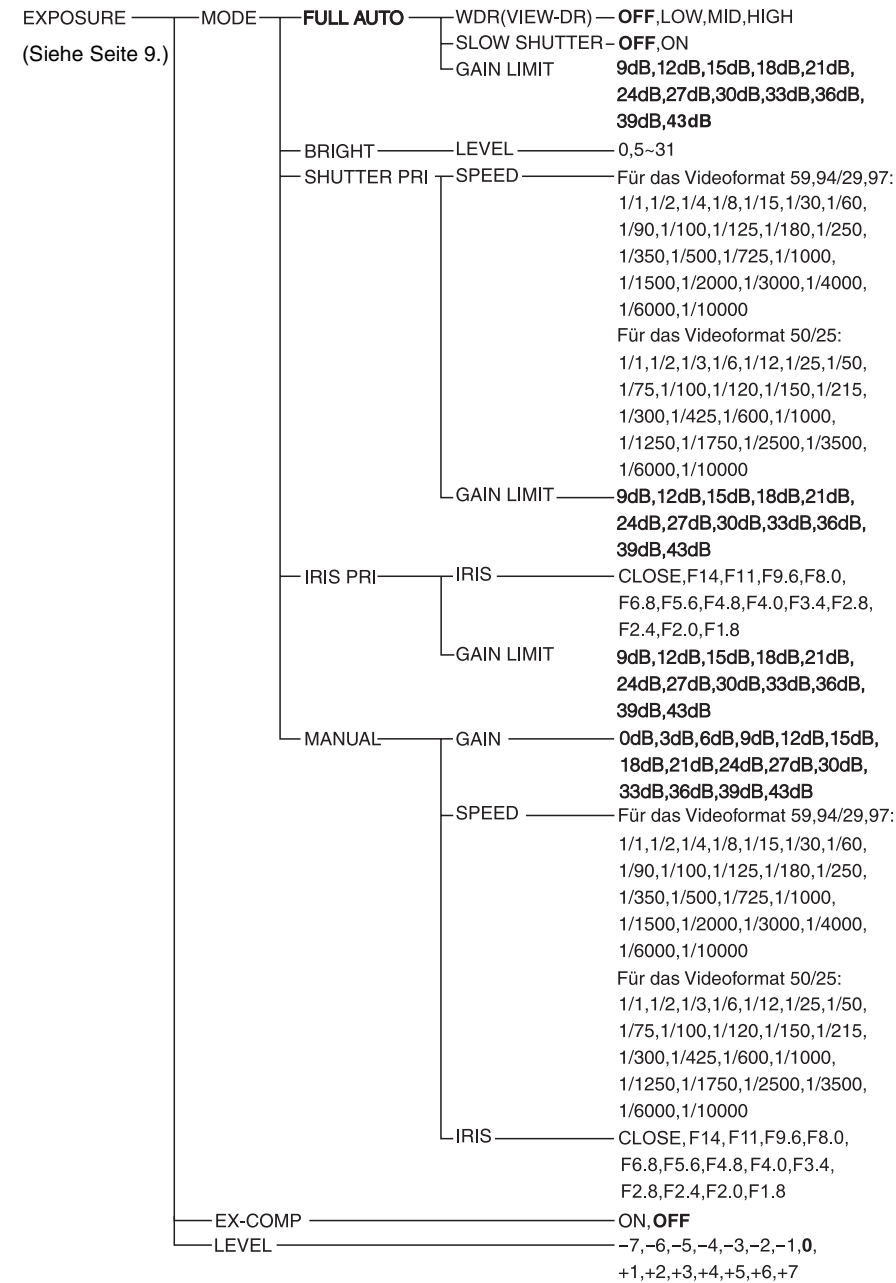 EXPOSURE MODE FULL AUTO WDR(VIEW-DR) OFF,LOW,MID,HIGH
(Siehe Seite 9.)
SLOW SHUTTER OFF,ON
GAIN LIMIT 9dB,12dB,15dB,18dB,21dB,
24dB,27dB,30dB,33dB,36dB,
39dB,43dB
BRIGHT LEVEL 0,5~31
SHUTTER PRI SPEED Für das Videoformat 59,94/29,97:
1/1,1/2,1/4,1/8,1/15,1/30,1/60,
1/90,1/100,1/125,1/180,1/250,
1/350,1/500,1/725,1/1000,
1/1500,1/2000,1/3000,1/4000,
1/6000,1/10000
Für das Videoformat 50/25:
1/1,1/2,1/3,1/6,1/12,1/25,1/50,
1/75,1/100,1/120,1/150,1/215,
1/300,1/425,1/600,1/1000,
1/1250,1/1750,1/2500,1/3500,
1/6000,1/10000
GAIN LIMIT 9dB,12dB,15dB,18dB,21dB,
24dB,27dB,30dB,33dB,36dB,
39dB,43dB
IRIS PRI IRIS CLOSE,F14,F11,F9.6,F8.0,
F6.8,F5.6,F4.8,F4.0,F3.4,F2.8,
F2.4,F2.0,F1.8
GAIN LIMIT 9dB,12dB,15dB,18dB,21dB,
24dB,27dB,30dB,33dB,36dB,
39dB,43dB
MANUAL GAIN 0dB,3dB,6dB,9dB,12dB,15dB,
18dB,21dB,24dB,27dB,30dB,
33dB,36dB,39dB,43dB
SPEED Für das Videoformat 59,94/29,97:
1/1,1/2,1/4,1/8,1/15,1/30,1/60,
1/90,1/100,1/125,1/180,1/250,
1/350,1/500,1/725,1/1000,
1/1500,1/2000,1/3000,1/4000,
1/6000,1/10000
Für das Videoformat 50/25:
1/1,1/2,1/3,1/6,1/12,1/25,1/50,
1/75,1/100,1/120,1/150,1/215,
1/300,1/425,1/600,1/1000,
1/1250,1/1750,1/2500,1/3500,
1/6000,1/10000
IRIS CLOSE,F14,F11,F9.6,F8.0,
F6.8,F5.6,F4.8,F4.0,F3.4,
F2.8,F2.4,F2.0,F1.8
EX-COMP ON,OFF
LEVEL −7,−6,−5,−4,−3,−2,−1,0,
+1,+2,+3,+4,+5,+6,+7